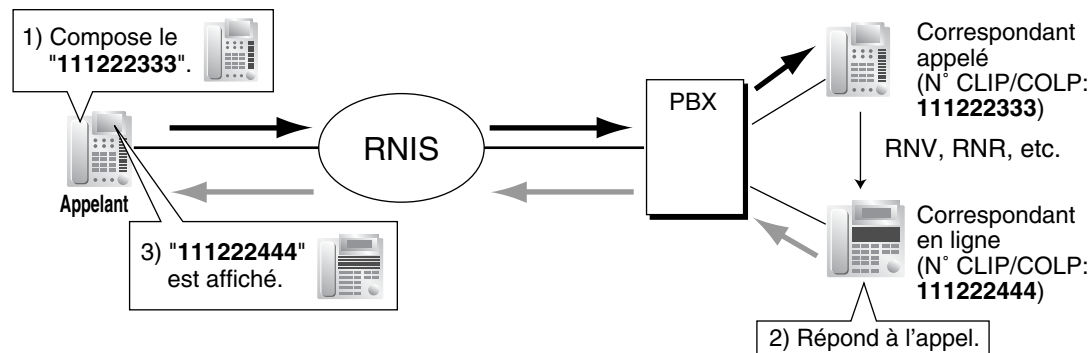 1) Compose le
"111222333".
Appelant
3) "111222444"
est affiché.
RNIS
PBX
Correspondant
appelé
(N° CLIP/COLP:
111222333)
RNV, RNR, etc.
Correspondant
en ligne
(N° CLIP/COLP:
111222444)
2) Répond à l'appel.